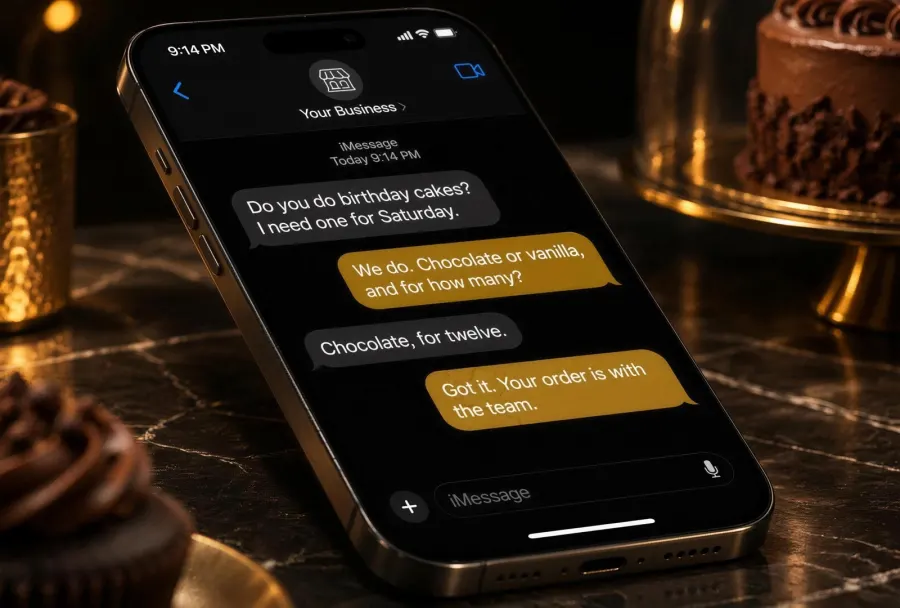 9:14 PM
Your Business
iMessage
Today 9:14 PM
Do you do birthday cakes?
I need one for Saturday.
We do. Chocolate or vanilla,
and for how many?
Chocolate, for twelve.
Got it. Your order is with
the team.
iMessage